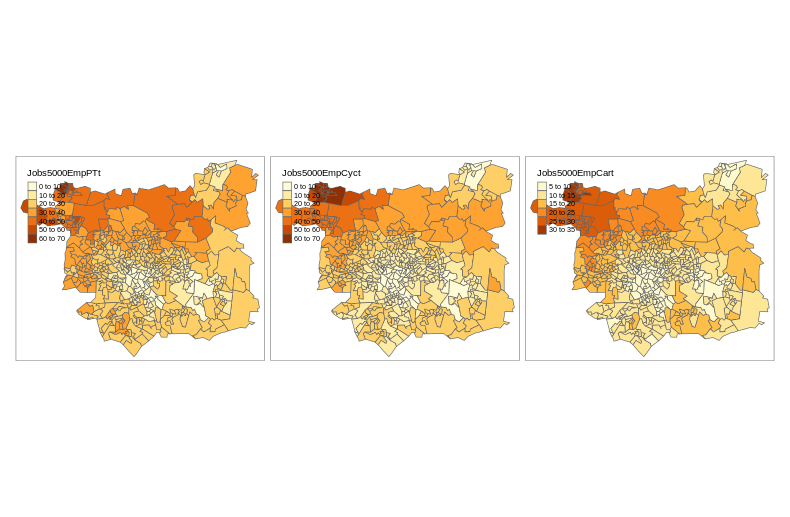 Jobs5000EmpPTt
0 to 10
10 to 20
20 to 30
30 to 40
40 to 50
50 to 60
60 to 70
Jobs5000EmpCyct
0 to 10
10 to 20
20 to 30
30 to 40
40 to 50
50 to 60
60 to 70
Jobs5000EmpCart
5 to 10
10 to 15
15 to 20
20 to 25
25 to 30
30 to 35